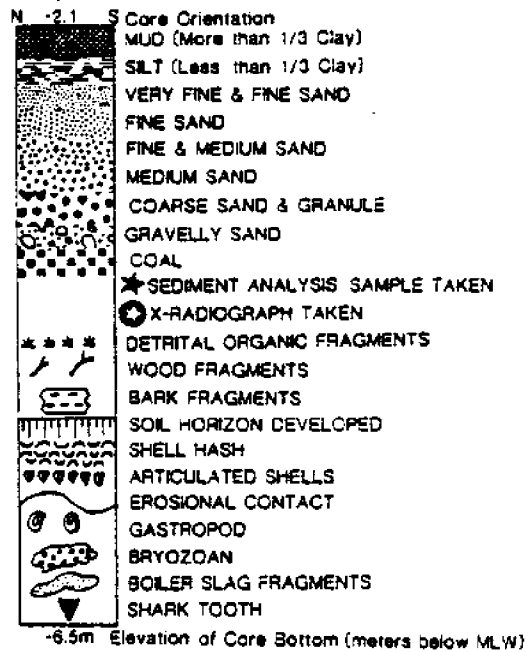 N -2.1 S Core Orientation
MUD (More than 1/3 Clay)
SILT (Less than 1/3 Clay)
VERY FINE & FINE SAND
FINE SAND
FINE & MEDIUM SAND
MEDIUM SAND
COARSE SAND & GRANULE
GRAVELLY SAND
COAL
SEDIMENT ANALYSIS SAMPLE TAKEN
X-RADIOGRAPH TAKEN
DETRITAL ORGANIC FRAGMENTS
WOOD FRAGMENTS
BARK FRAGMENTS
SOIL HORIZON DEVELOPED
SHELL HASH
ARTICULATED SHELLS
EROSIONAL CONTACT
GASTROPOD
BRYOZOAN
BOILER SLAG FRAGMENTS
SHARK TOOTH
-6.5m Elevation of Core Bottom (meters below MLW)